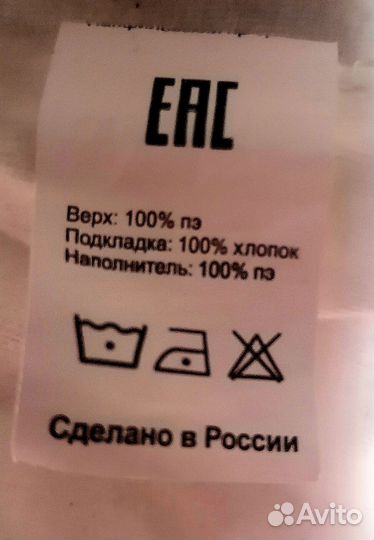 ЕАС
Верх: 100% пэ
Подкладка: 100% хлопок
Наполнитель: 100% пэ
Сделано в России
Avito